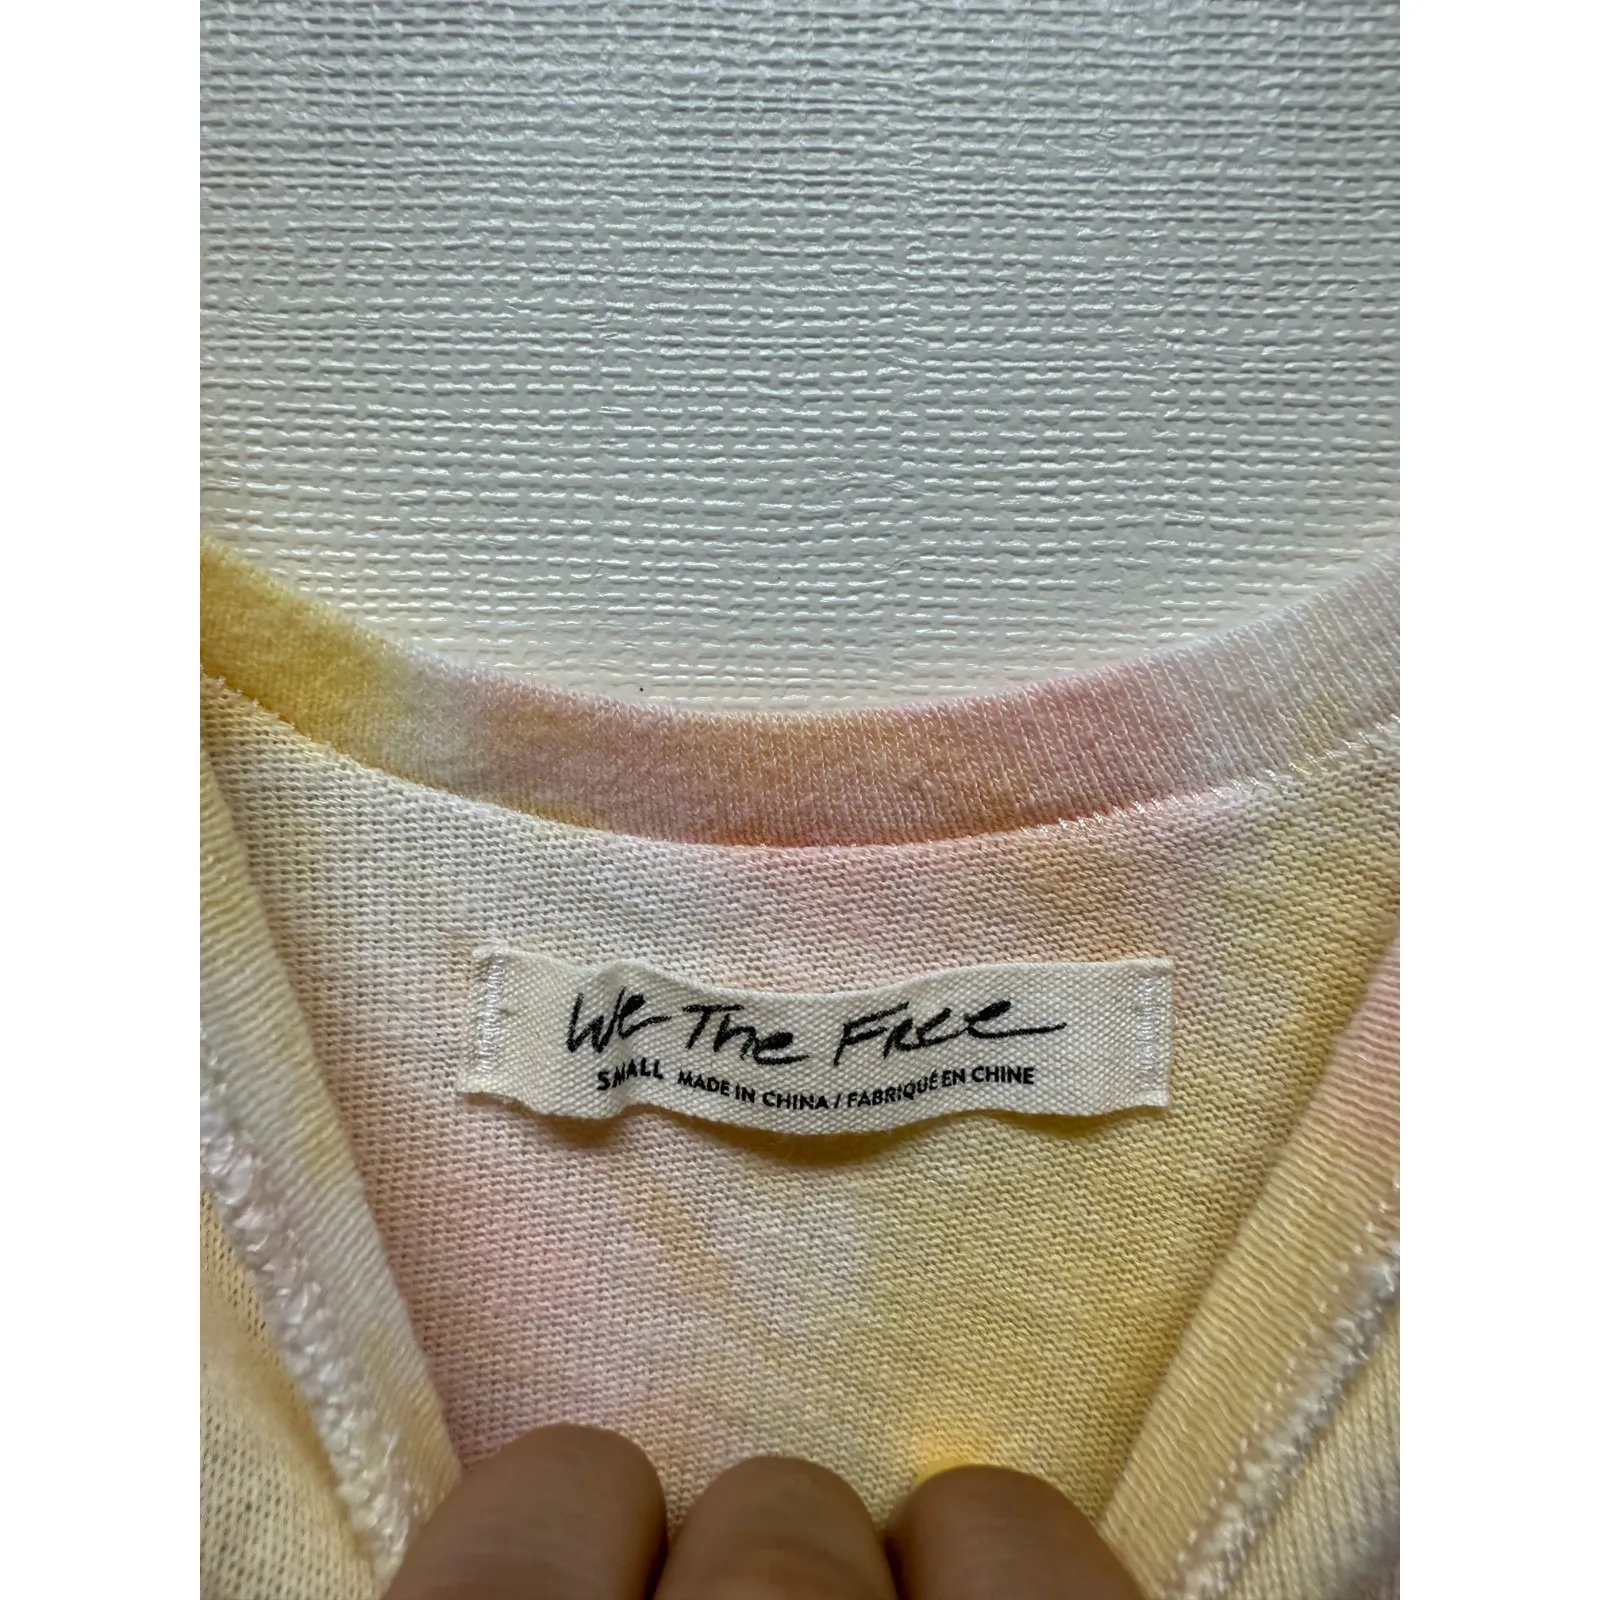 We The Free
SMALL MADE IN CHINA / FABRIQUÉ EN CHINE